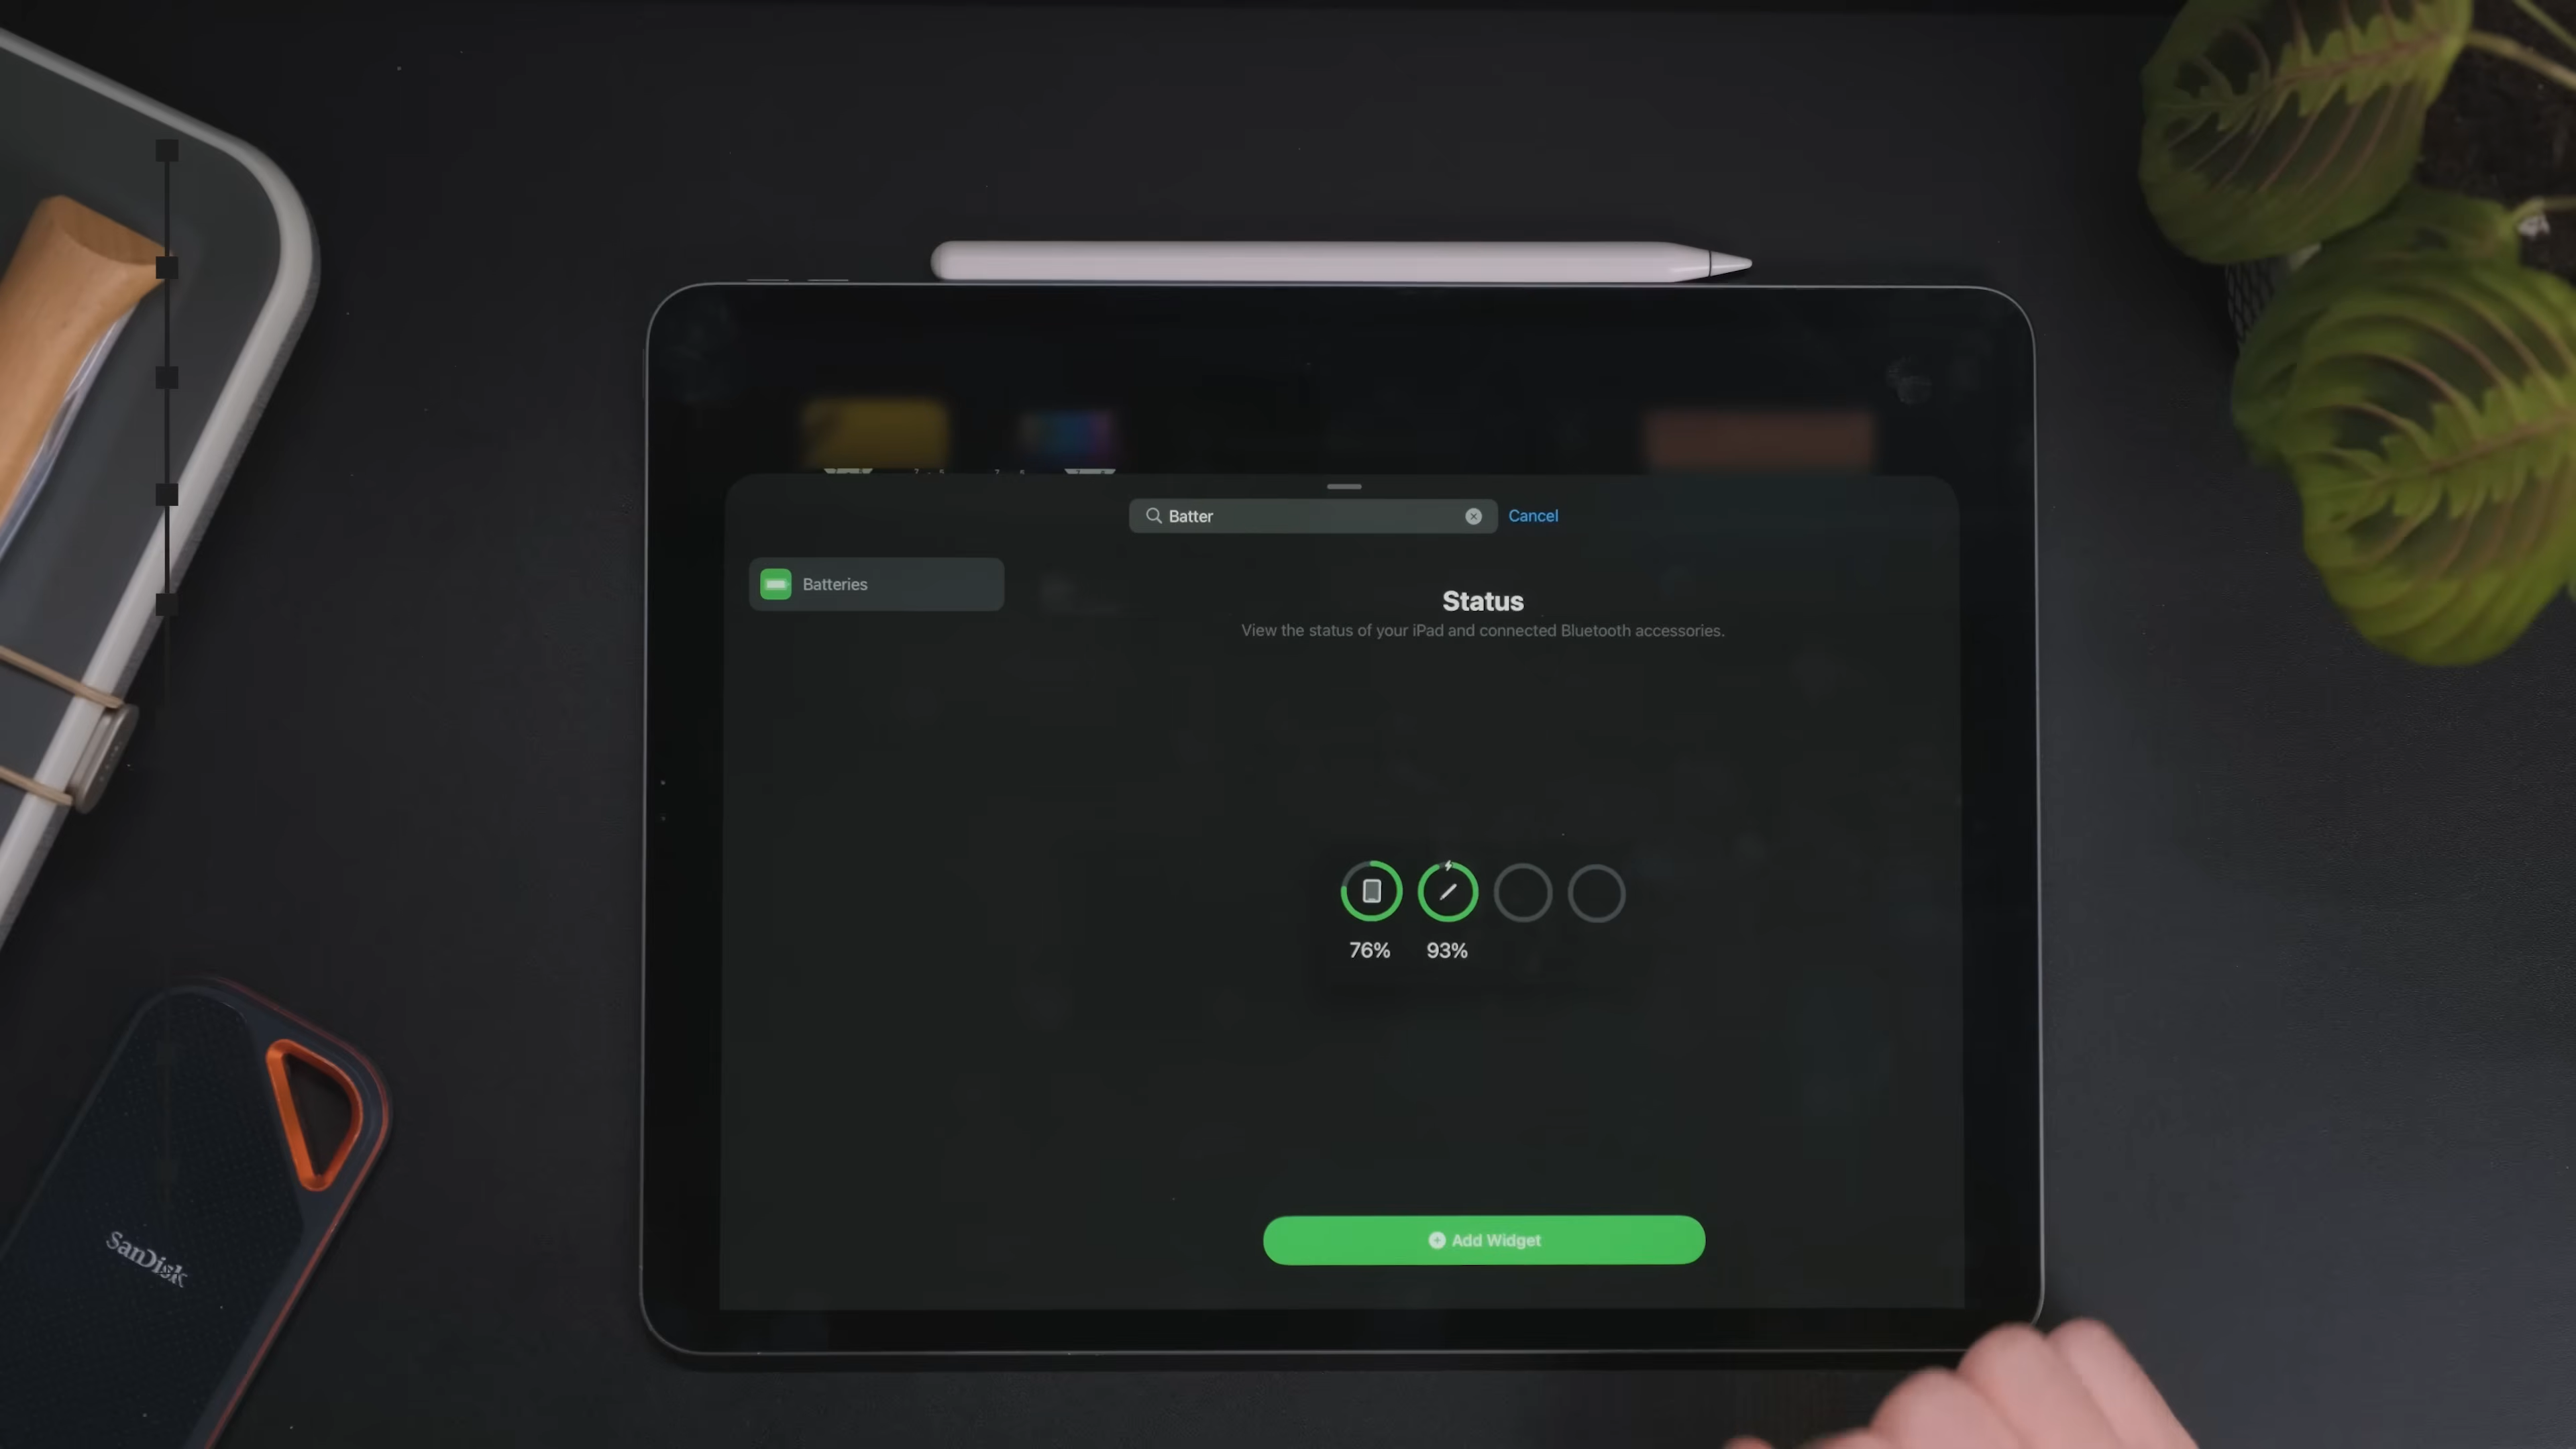 Batter
Cancel
Batteries
Status
View the status of your iPad and connected Bluetooth accessories.
76%
93%
Add Widget
SanDisk